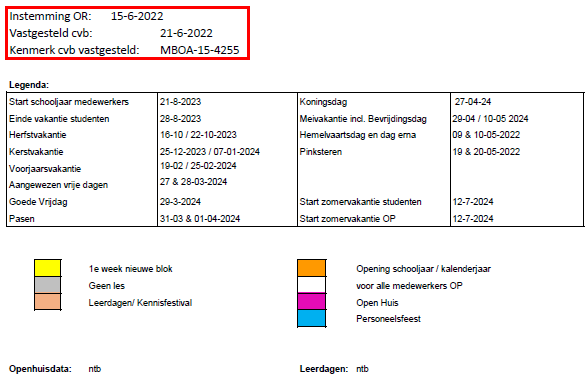 Instemming OR: 15-6-2022
Vastgesteld cvb: 21-6-2022
Kenmerk cvb vastgesteld: MBOA-15-4255
Legenda:
Start schooljaar medewerkers 21-8-2023 Koningsdag 27-04-24
Einde vakantie studenten 28-8-2023 Meivakantie incl. Bevrijdingsdag 29-04 / 10-05 2024
Herfstvakantie 16-10 / 22-10-2023 Hemelvaartsdag en dag erna 09 & 10-05-2022
Kerstvakantie 25-12-2023 / 07-01-2024 Pinksteren 19 & 20-05-2022
Voorjaarsvakantie 19-02 / 25-02-2024
Aangewezen vrije dagen 27 & 28-03-2024
Goede Vrijdag 29-3-2024 Start zomervakantie studenten 12-7-2024
Pasen 31-03 & 01-04-2024 Start zomervakantie OP 12-7-2024
1e week nieuwe blok Opening schooljaar / kalenderjaar
Geen les voor alle medewerkers OP
Leerdagen/ Kennisfestival Open Huis
Personeelsfeest
Openhuisdata: ntb Leerdagen: ntb